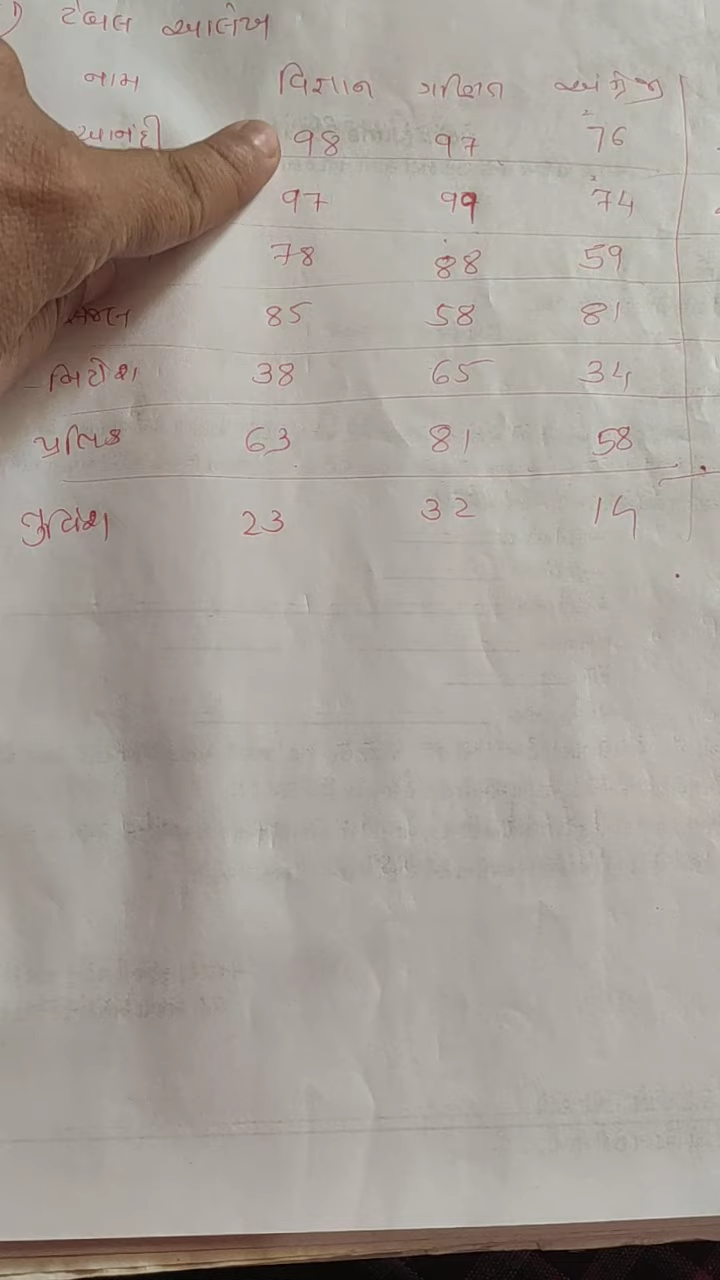 ટેબલ આલેખ
નામ વિજ્ઞાન ગણિત અંગ્રેજી
આનંદી 98 97 76
97 99 74
78 88 59
85 58 81
મિતેશ 38 65 34
પ્રતિક 63 81 58
જુવિંશ 23 32 14